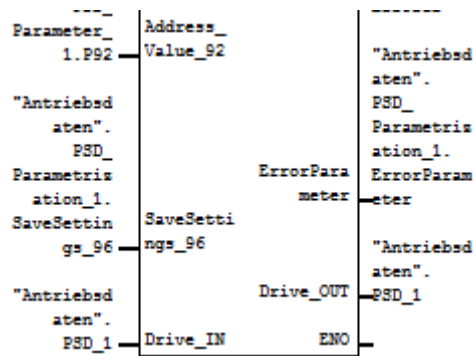 Parameter_
1.P92
Address_
Value_92
"Antriebsd
aten".
PSD_
Parametris
ation_1.
SaveSettin
gs_96
SaveSetti
ngs_96
"Antriebsd
aten".
PSD_1
Drive_IN
"Antriebsd
aten".
PSD_
Parametris
ation_1.
ErrorParam
eter
ErrorPara
meter
"Antriebsd
aten".
PSD_1
Drive_OUT
ENO